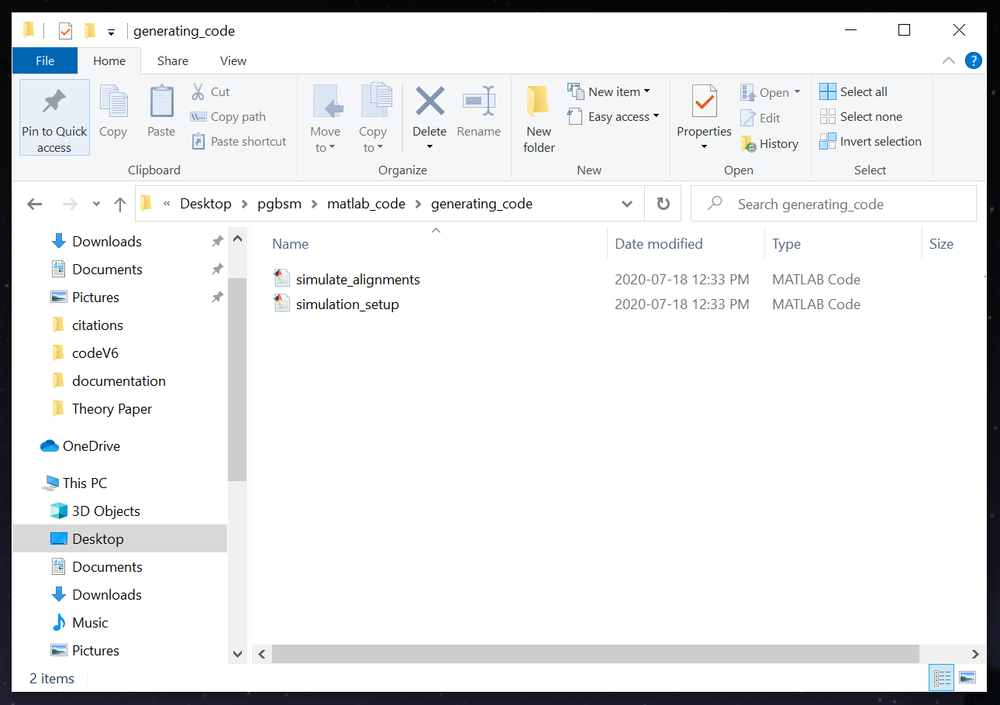 generating_code
File Home Share View
Pin to Quick access
Copy
Paste
Cut
Copy path
Paste shortcut
Clipboard
Move to
Copy to
Delete
Rename
Organize
New folder
New item
Easy access
New
Properties
Open
Edit
History
Open
Select all
Select none
Invert selection
Select
« Desktop > pgbsm > matlab_code > generating_code
Search generating_code
Downloads
Documents
Pictures
citations
codeV6
documentation
Theory Paper
OneDrive
This PC
3D Objects
Desktop
Documents
Downloads
Music
Pictures
Name Date modified Type Size
simulate_alignments 2020-07-18 12:33 PM MATLAB Code
simulation_setup 2020-07-18 12:33 PM MATLAB Code
2 items